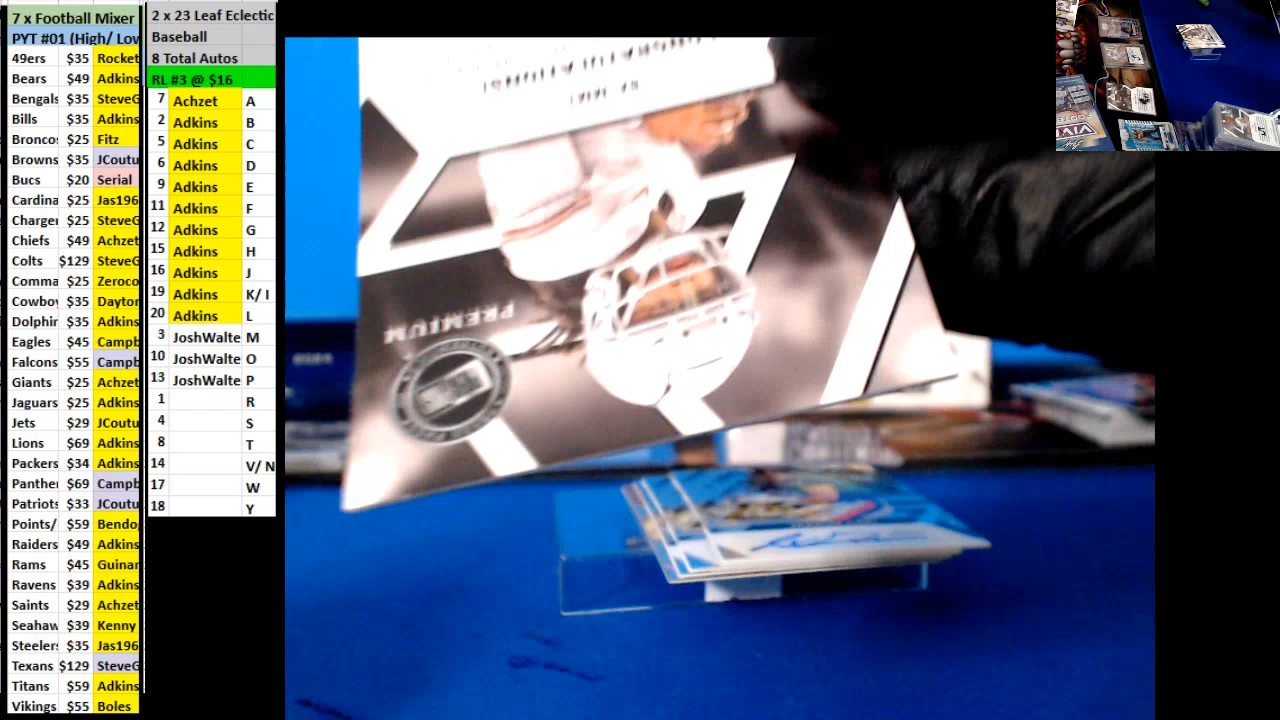 7 x Football Mixer
PYT #01 (High/ Lov
49ers $35 Rocket
Bears $49 Adkins
Bengals $35 SteveG
Bills $35 Adkins
Broncos $25 Fitz
Browns $35 JCoutu
Bucs $20 Serial
Cardina $25 Jas196
Charger $25 SteveG
Chiefs $49 Achzet
Colts $129 SteveG
Comma $25 Zeroco
Cowboy $35 Dayton
Dolphin $35 Adkins
Eagles $45 Campb
Falcons $55 Campb
Giants $25 Achzet
Jaguars $25 Adkins
Jets $29 JCoutu
Lions $69 Adkins
Packers $34 Adkins
Panther $69 Campb
Patriots $33 JCoutu
Points/ $59 Bendo
Raiders $49 Adkins
Rams $45 Guinar
Ravens $39 Adkins
Saints $29 Achzet
Seahaw $39 Kenny
Steelers $35 Jas196
Texans $129 SteveG
Titans $59 Adkins
Vikings $55 Boles
2 x 23 Leaf Eclectic
Baseball
8 Total Autos
RL #3 @ $16
7 Achzet A
2 Adkins B
5 Adkins C
6 Adkins D
9 Adkins E
11 Adkins F
12 Adkins G
15 Adkins H
16 Adkins J
19 Adkins K/ I
20 Adkins L
3 JoshWalte M
10 JoshWalte O
13 JoshWalte P
1 R
4 S
8 T
14 V/ N
17 W
18 Y
PREMIUM